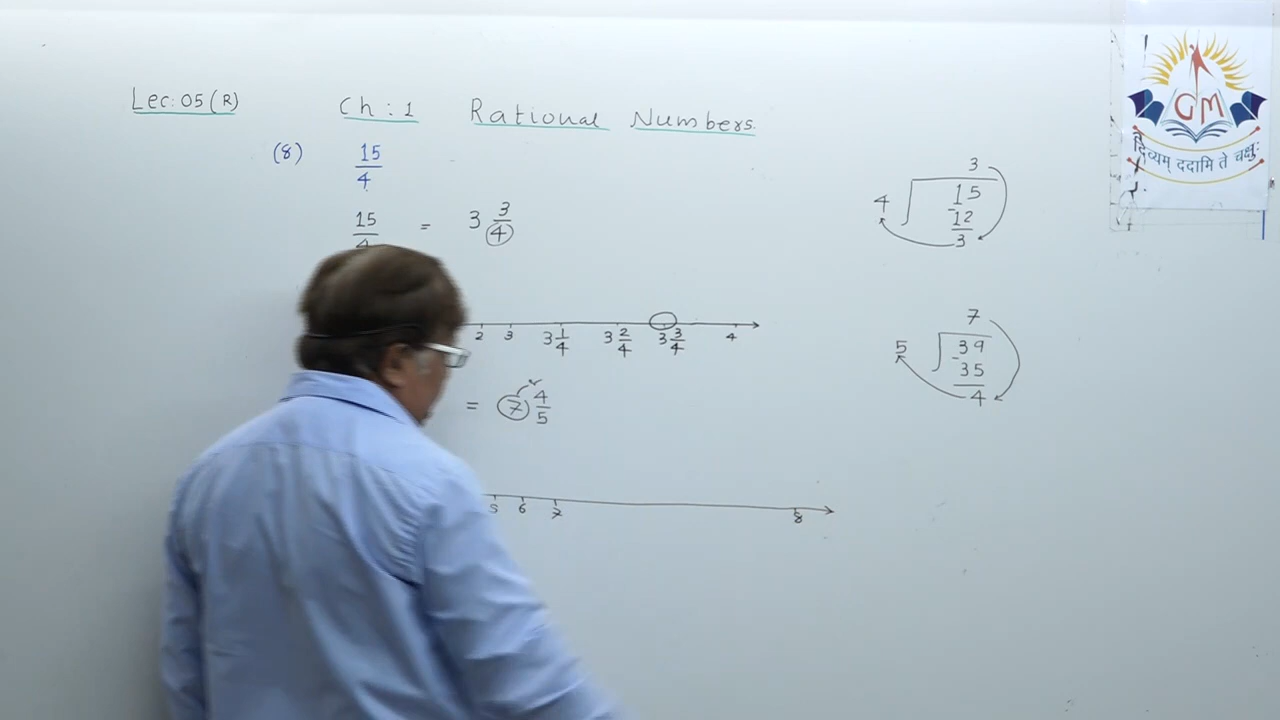 Lec: 05 (R) Ch : 1 Rational Numbers.
(8) 15/4
15/4 = 3 3/4
2 3 3 1/4 3 2/4 3 3/4 4
= 7 4/5
5 6 7 8
3
4 15
-12
3
7
5 39
-35
4
GM
दिव्यम् ददामि ते चक्षुः